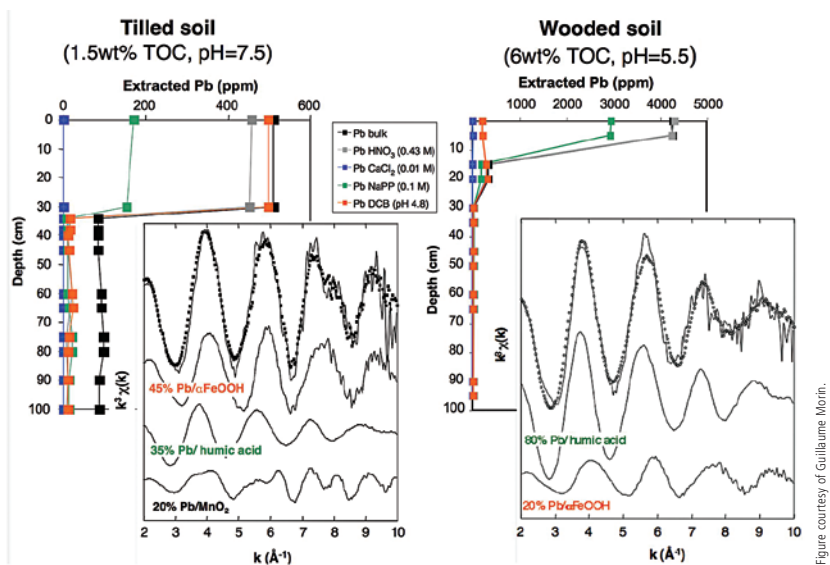 Tilled soil
(1.5wt% TOC, pH=7.5)
Extracted Pb (ppm)
0 200 400 600
Depth (cm)
0
10
20
30
40
50
60
70
80
90
100
Pb bulk
Pb HNO₃ (0.43 M)
Pb CaCl₂ (0.01 M)
Pb NaPP (0.1 M)
Pb DCB (pH 4.8)
k³ χ(k)
45% Pb/αFeOOH
35% Pb/ humic acid
20% Pb/MnO₂
2 3 4 5 6 7 8 9 10
k (Å⁻¹)
Wooded soil
(6wt% TOC, pH=5.5)
Extracted Pb (ppm)
1000 2000 3000 4000 5000
Depth (cm)
0
10
20
30
40
50
60
70
80
90
100
k³ χ(k)
80% Pb/humic acid
20% Pb/αFeOOH
2 3 4 5 6 7 8 9 10
k (Å⁻¹)
Figure courtesy of Guillaume Morin.